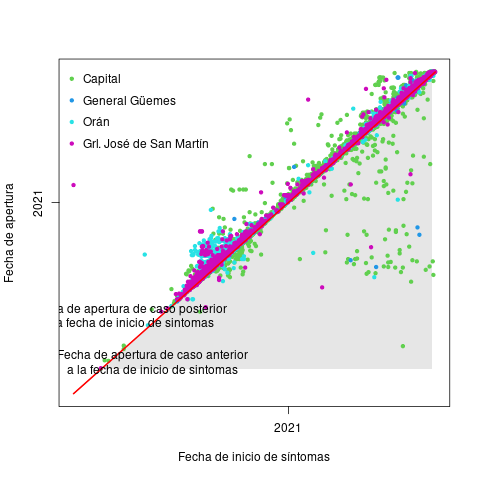 Capital
General Güemes
Orán
Grl. José de San Martín
2021
Fecha de apertura
a de apertura de caso posterior
a fecha de inicio de síntomas
Fecha de apertura de caso anterior
a la fecha de inicio de síntomas
2021
Fecha de inicio de síntomas